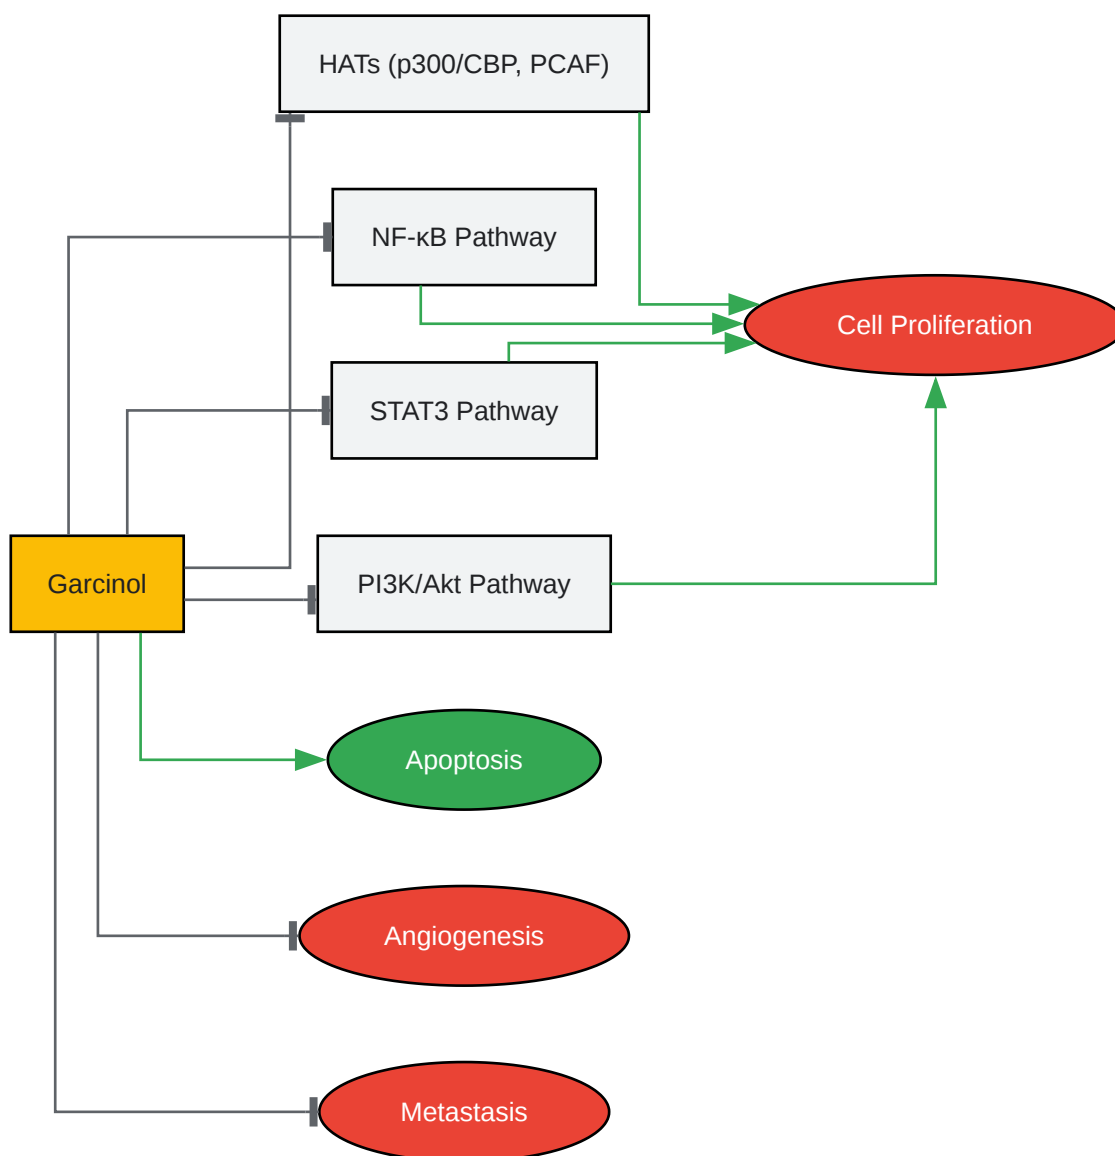 HATs (p300/CBP, PCAF)
NF-κB Pathway
Cell Proliferation
STAT3 Pathway
Garcinol
PI3K/Akt Pathway
Apoptosis
Angiogenesis
Metastasis